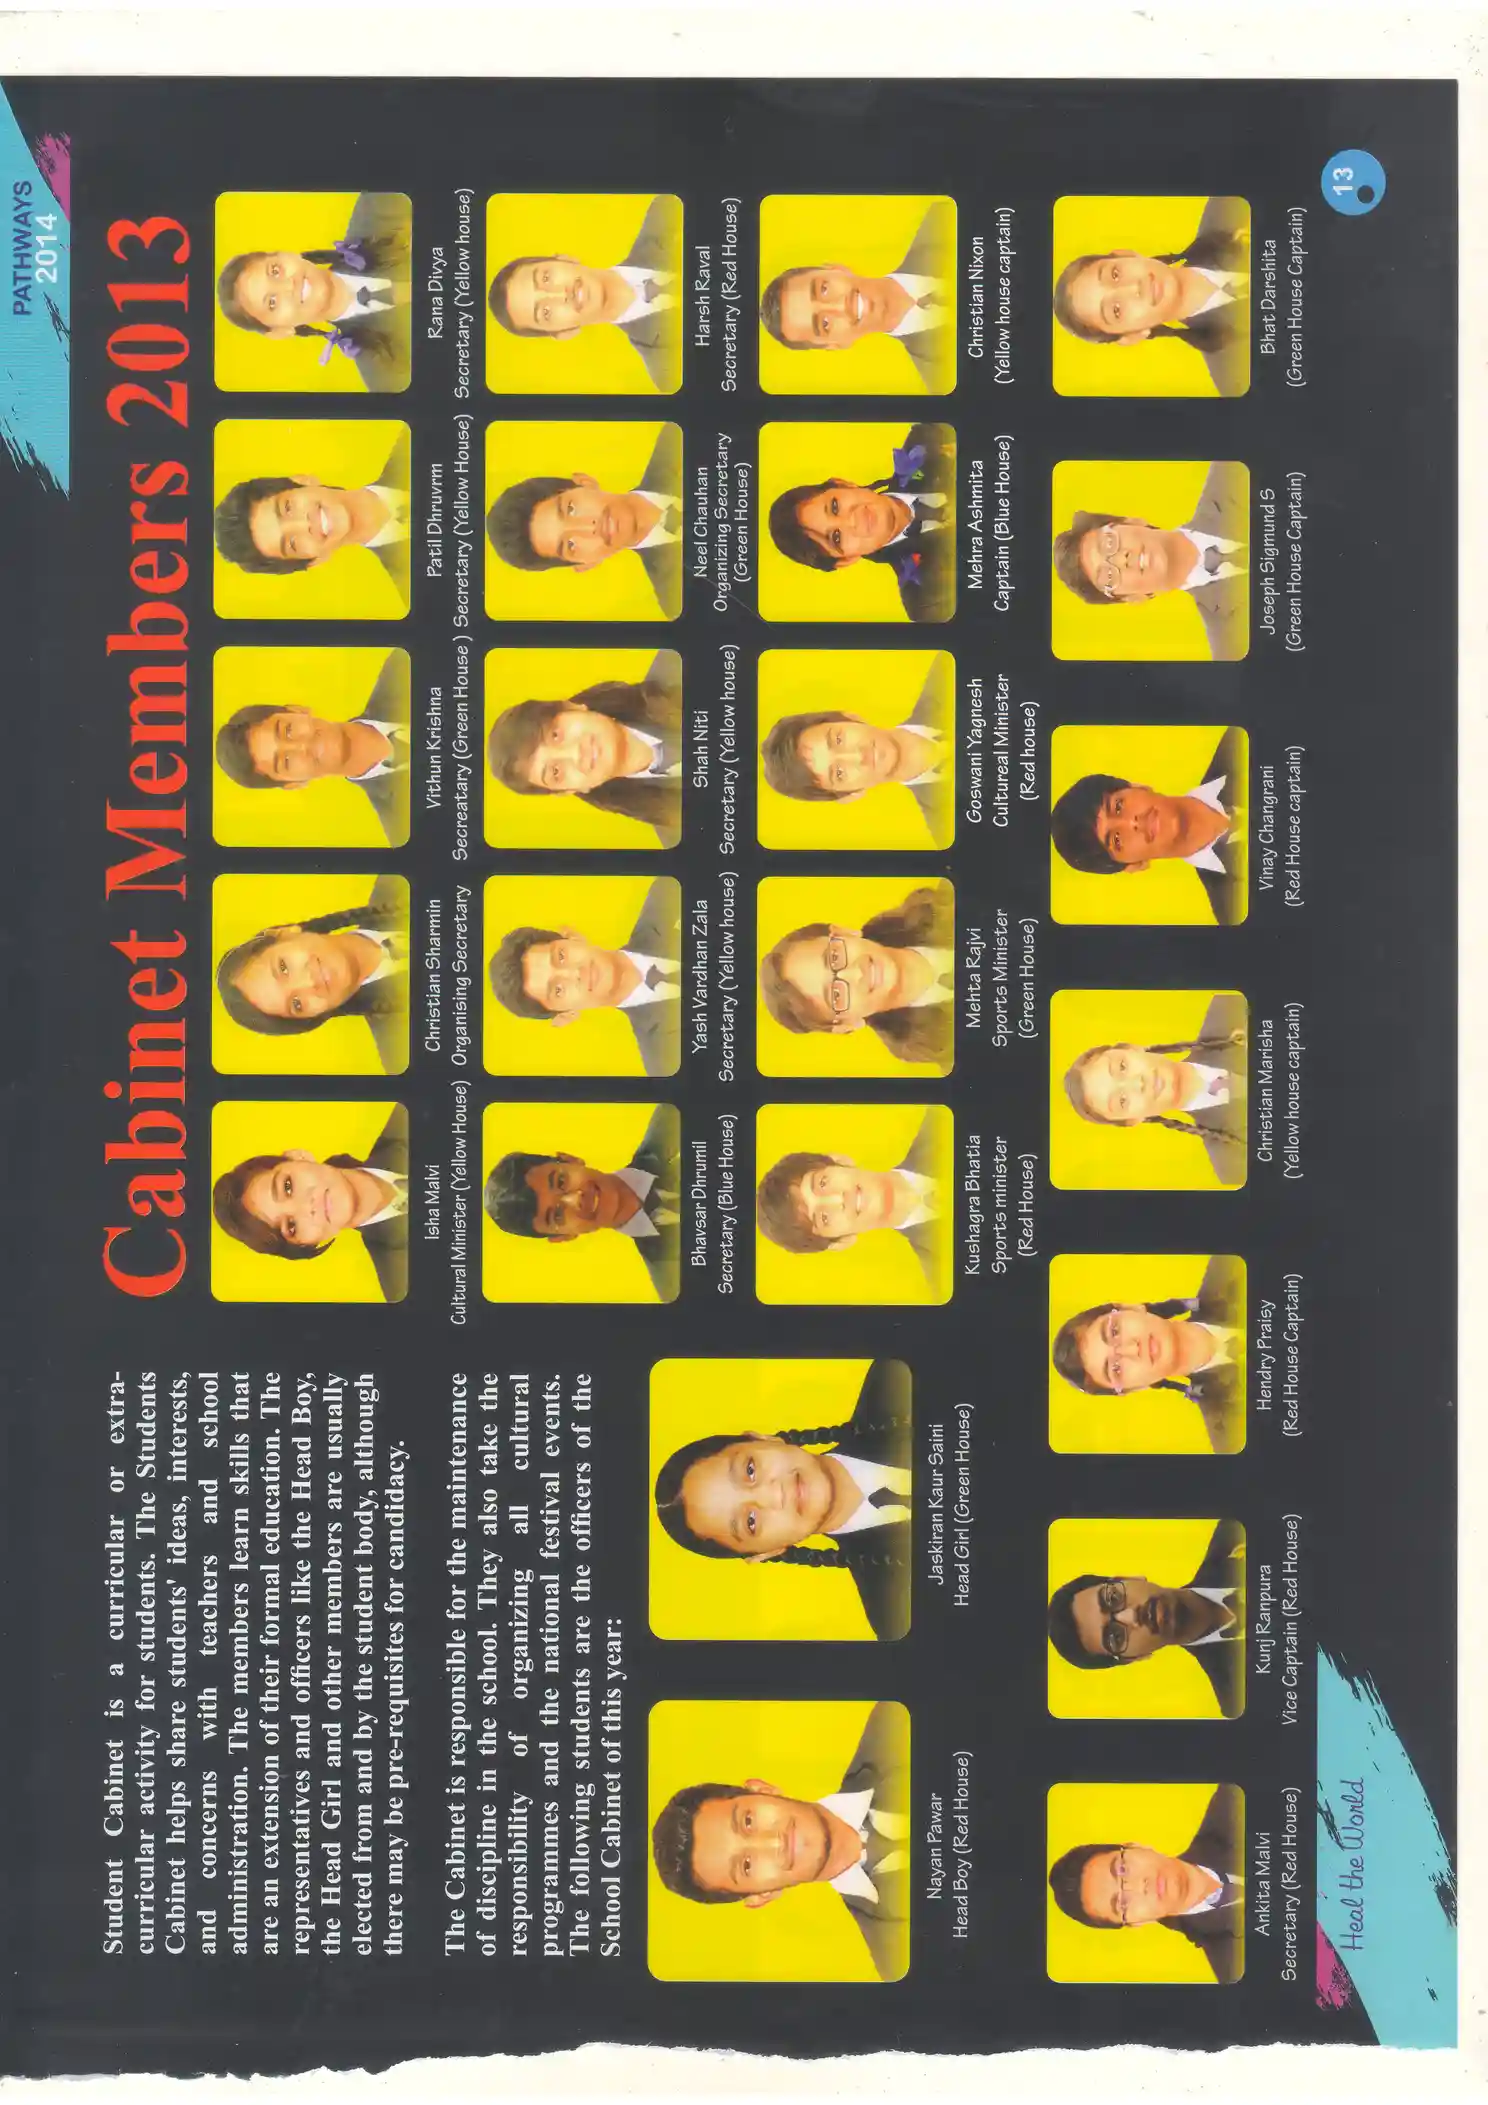 PATHWAYS
2014
Cabinet Members 2013
Student Cabinet is a curricular or extra-
curricular activity for students. The Students
Cabinet helps share students' ideas, interests,
and concerns with teachers and school
administration. The members learn skills that
are an extension of their formal education. The
representatives and officers like the Head Boy,
the Head Girl and other members are usually
elected from and by the student body, although
there may be pre-requisites for candidacy.
The Cabinet is responsible for the maintenance
of discipline in the school. They also take the
responsibilty of organizing all cultural
programmes and the national festival events.
The following students are the officers of the
School Cabinet of this year:
Nayan Pawar
Head Boy (Red House)
Jaskiran Kaur Saini
Head Girl (Green House)
Isha Malvi
Cultural Minister (Yellow House)
Christian Sharmin
Organising Secretary
Vithun Krishna
Secreatary (Green House )
Patil Dhruvrm
Secretary (Yellow House)
Rana Divya
Secretary (Yellow house)
Bhavsar Dhrumil
Secretary (Blue House)
Yash Vardhan Zala
Secretary (Yellow house)
Shah Niti
Secretary (Yellow house)
Neel Chauhan
Organizing Secretary
(Green House)
Harsh Raval
Secretary (Red House)
Kushagra Bhatia
Sports minister
(Red House)
Mehta Rajvi
Sports Minister
(Green House)
Goswani Yagnesh
Cultureal Minister
(Red house)
Mehra Ashmita
Captain (Blue House)
Christian Nixon
(Yellow house captain)
Ankita Malvi
Secretary (Red House)
Kunj Ranpura
Vice Captain (Red House)
Hendry Praisy
(Red House Captain)
Christian Marisha
(Yellow house captain)
Vinay Changrani
(Red House captain)
Joseph Sigmund S
(Green House Captain)
Bhat Darshita
(Green House Captain)
Heal the World
13